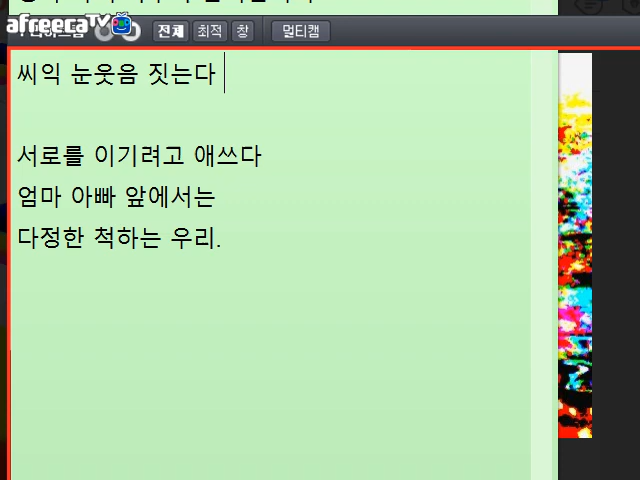 afreecaTV
전체 최적 창 멀티캠
씨익 눈웃음 짓는다
서로를 이기려고 애쓰다
엄마 아빠 앞에서는
다정한 척하는 우리.